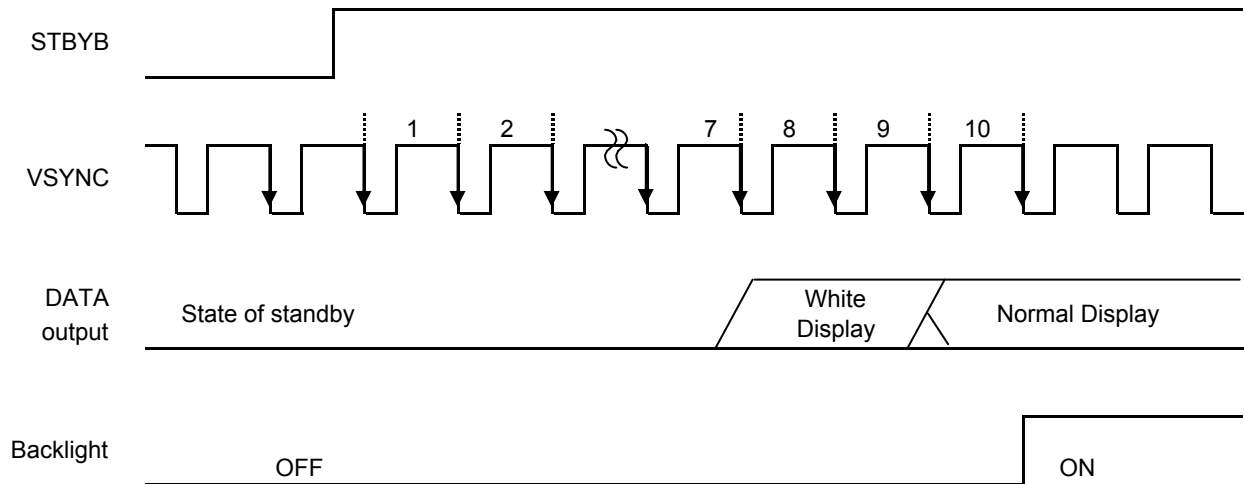 STBYB
1 2 7 8 9 10
VSYNC
DATA
output
State of standby
White
Display
Normal Display
Backlight
OFF
ON